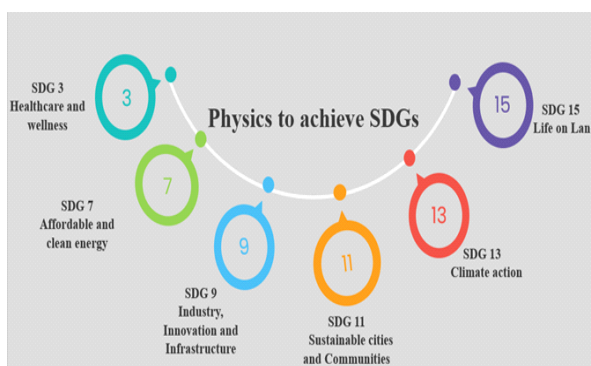 Physics to achieve SDGs
3
SDG 3
Healthcare and
wellness
7
SDG 7
Affordable and
clean energy
9
SDG 9
Industry,
Innovation and
Infrastructure
11
SDG 11
Sustainable cities
and Communities
13
SDG 13
Climate action
15
SDG 15
Life on Lan